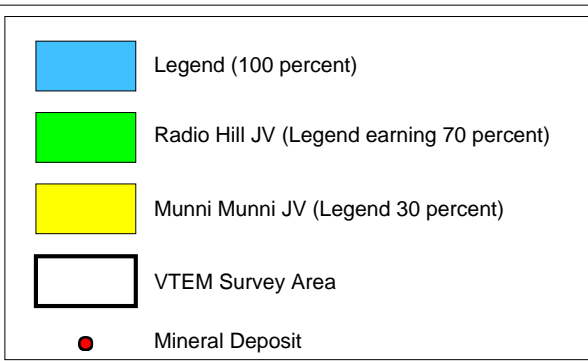 Legend (100 percent)
Radio Hill JV (Legend earning 70 percent)
Munni Munni JV (Legend 30 percent)
VTEM Survey Area
Mineral Deposit